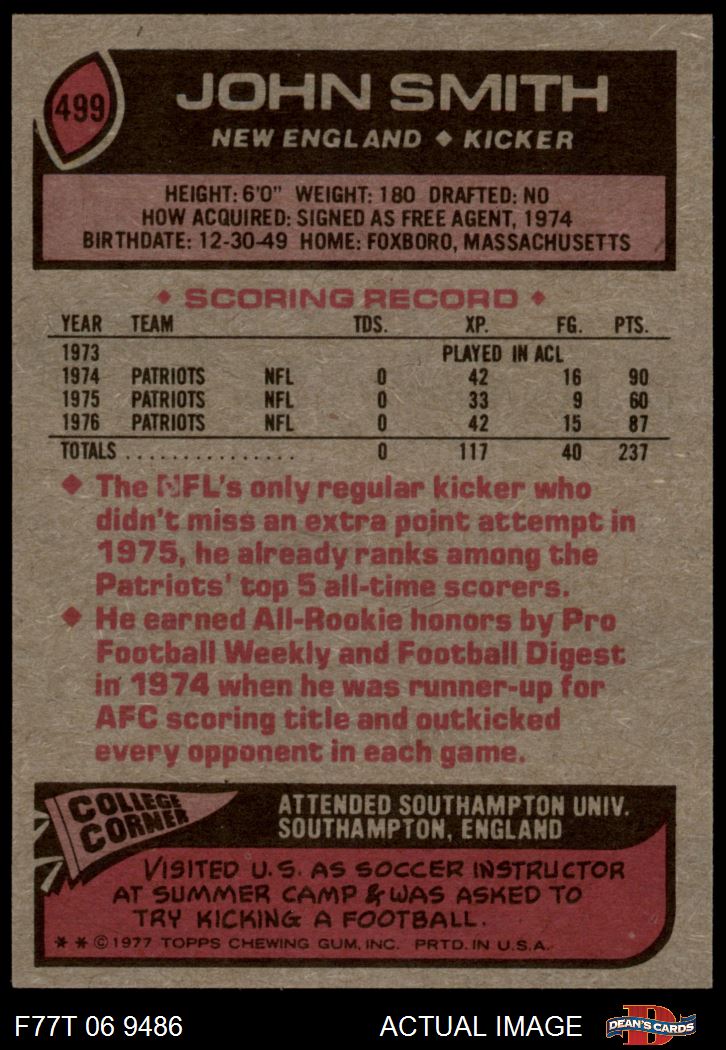 499
JOHN SMITH
NEW ENGLAND ◆ KICKER
HEIGHT: 6'0" WEIGHT: 180 DRAFTED: NO
HOW ACQUIRED: SIGNED AS FREE AGENT, 1974
BIRTHDATE: 12-30-49 HOME: FOXBORO, MASSACHUSETTS
◆ SCORING RECORD ◆
YEAR TEAM TDS. XP. FG. PTS.
1973 PLAYED IN ACL
1974 PATRIOTS NFL 0 42 16 90
1975 PATRIOTS NFL 0 33 9 60
1976 PATRIOTS NFL 0 42 15 87
TOTALS . . . . . . . . . . . . . . . 0 117 40 237
◆ The NFL's only regular kicker who
didn't miss an extra point attempt in
1975, he already ranks among the
Patriots' top 5 all-time scorers.
◆ He earned All-Rookie honors by Pro
Football Weekly and Football Digest
in 1974 when he was runner-up for
AFC scoring title and outkicked
every opponent in each game.
COLLEGE
CORNER
ATTENDED SOUTHAMPTON UNIV.
SOUTHAMPTON, ENGLAND
VISITED U.S. AS SOCCER INSTRUCTOR
AT SUMMER CAMP & WAS ASKED TO
TRY KICKING A FOOTBALL.
* * © 1977 TOPPS CHEWING GUM, INC. PRTD. IN U.S.A.
F77T 06 9486 ACTUAL IMAGE DEAN'S CARDS